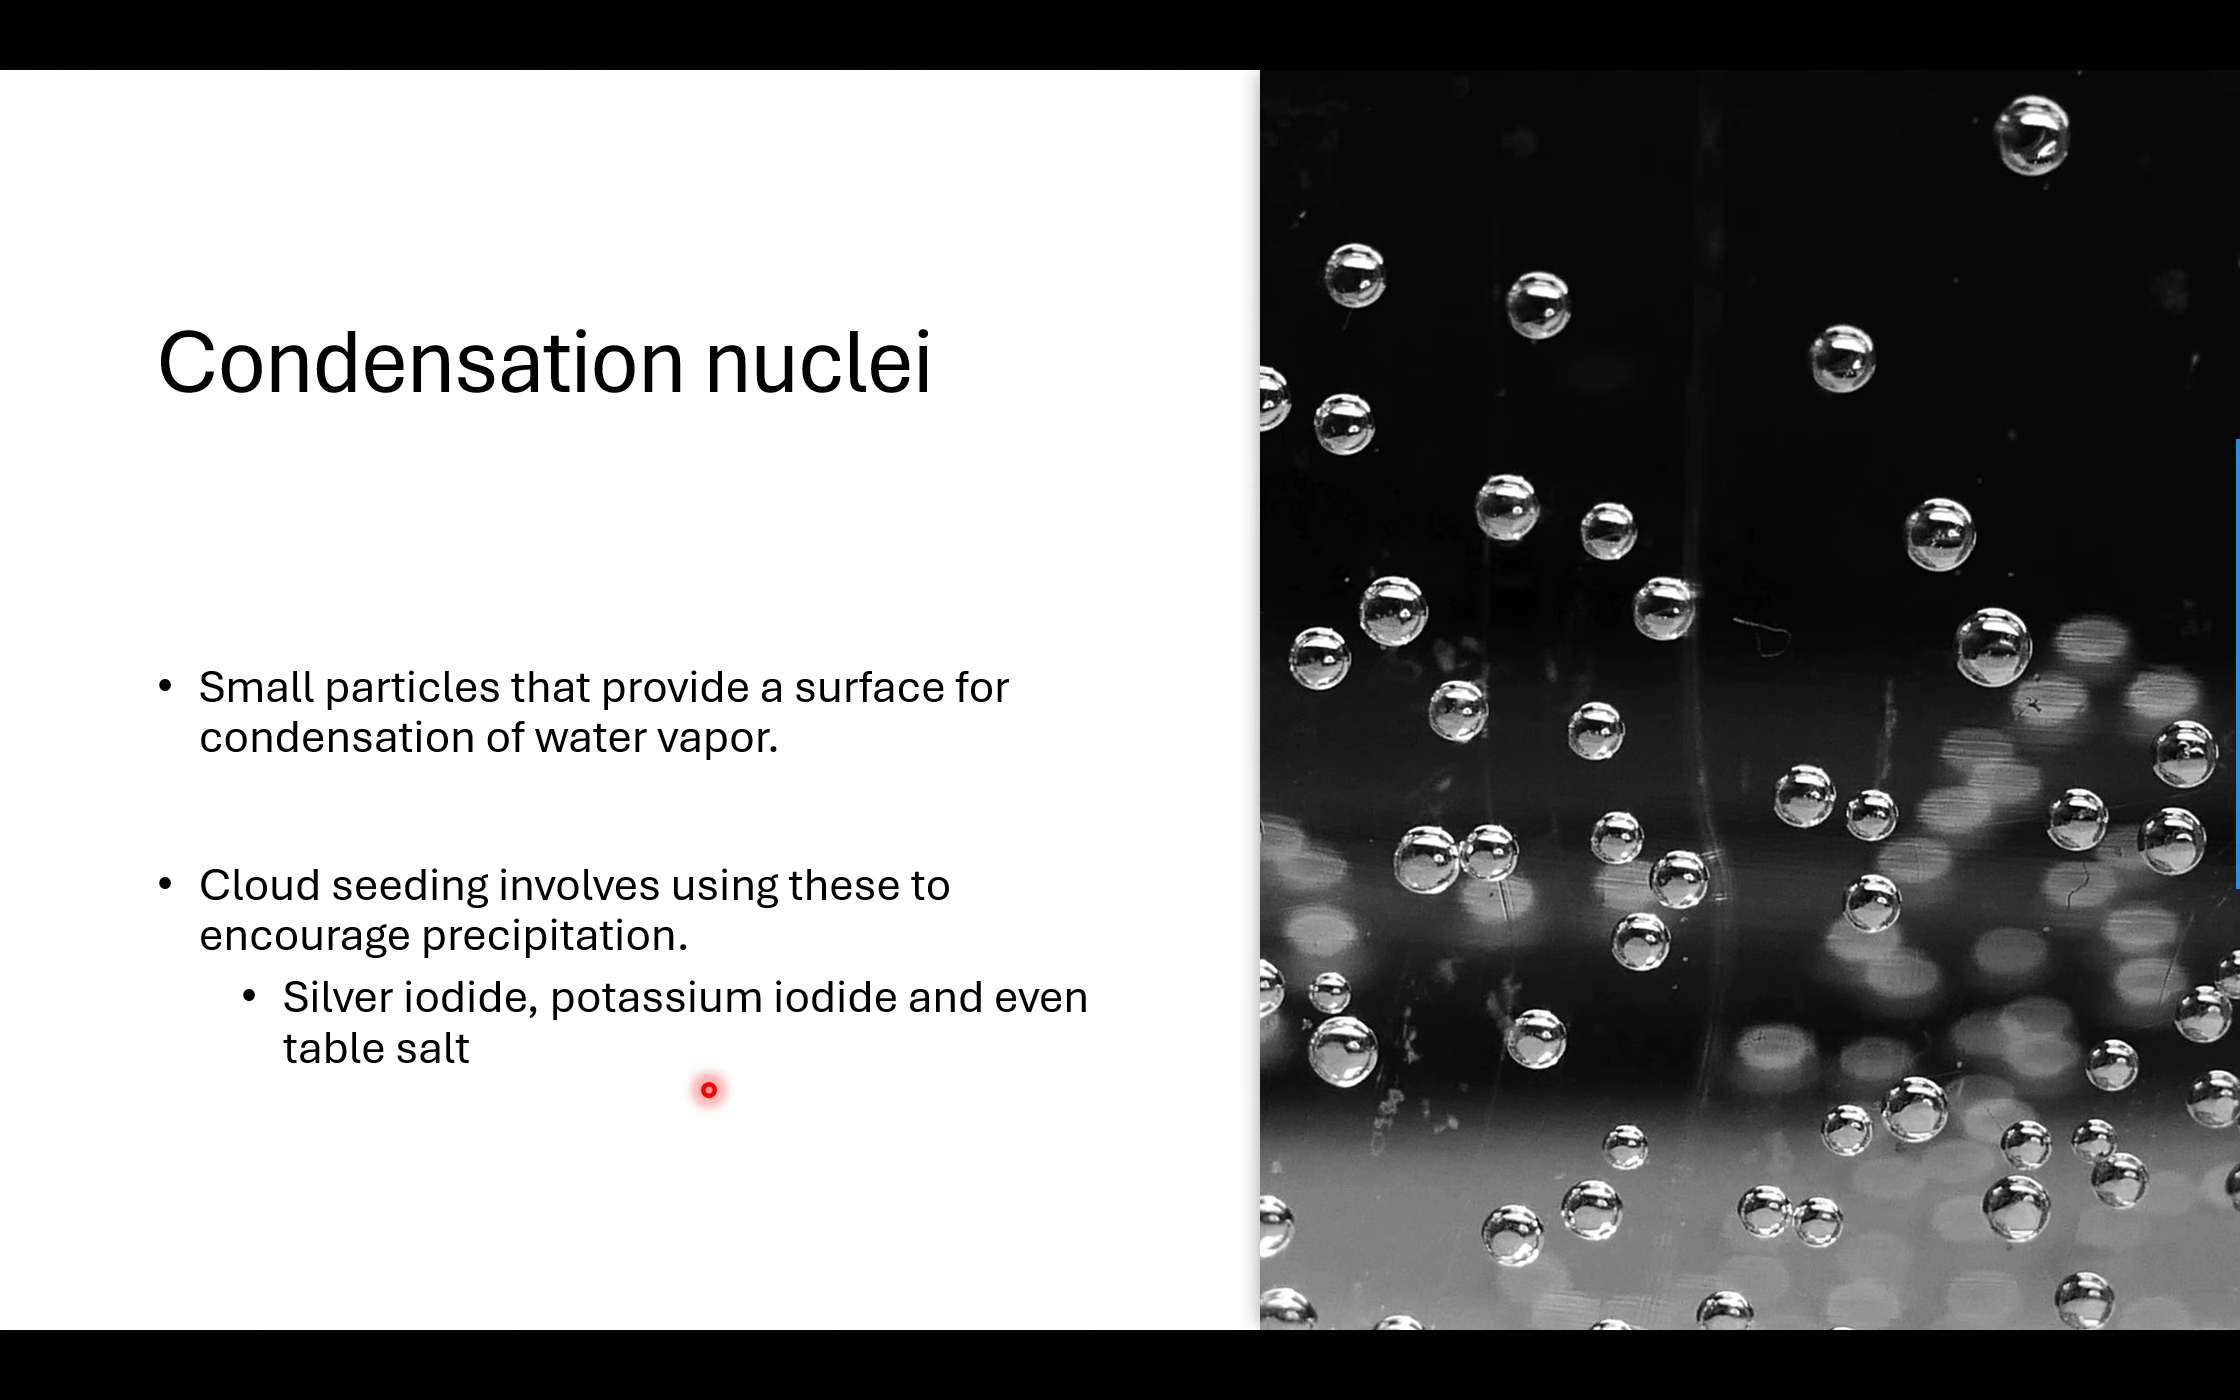 Condensation nuclei
• Small particles that provide a surface for
condensation of water vapor.
• Cloud seeding involves using these to
encourage precipitation.
• Silver iodide, potassium iodide and even
table salt